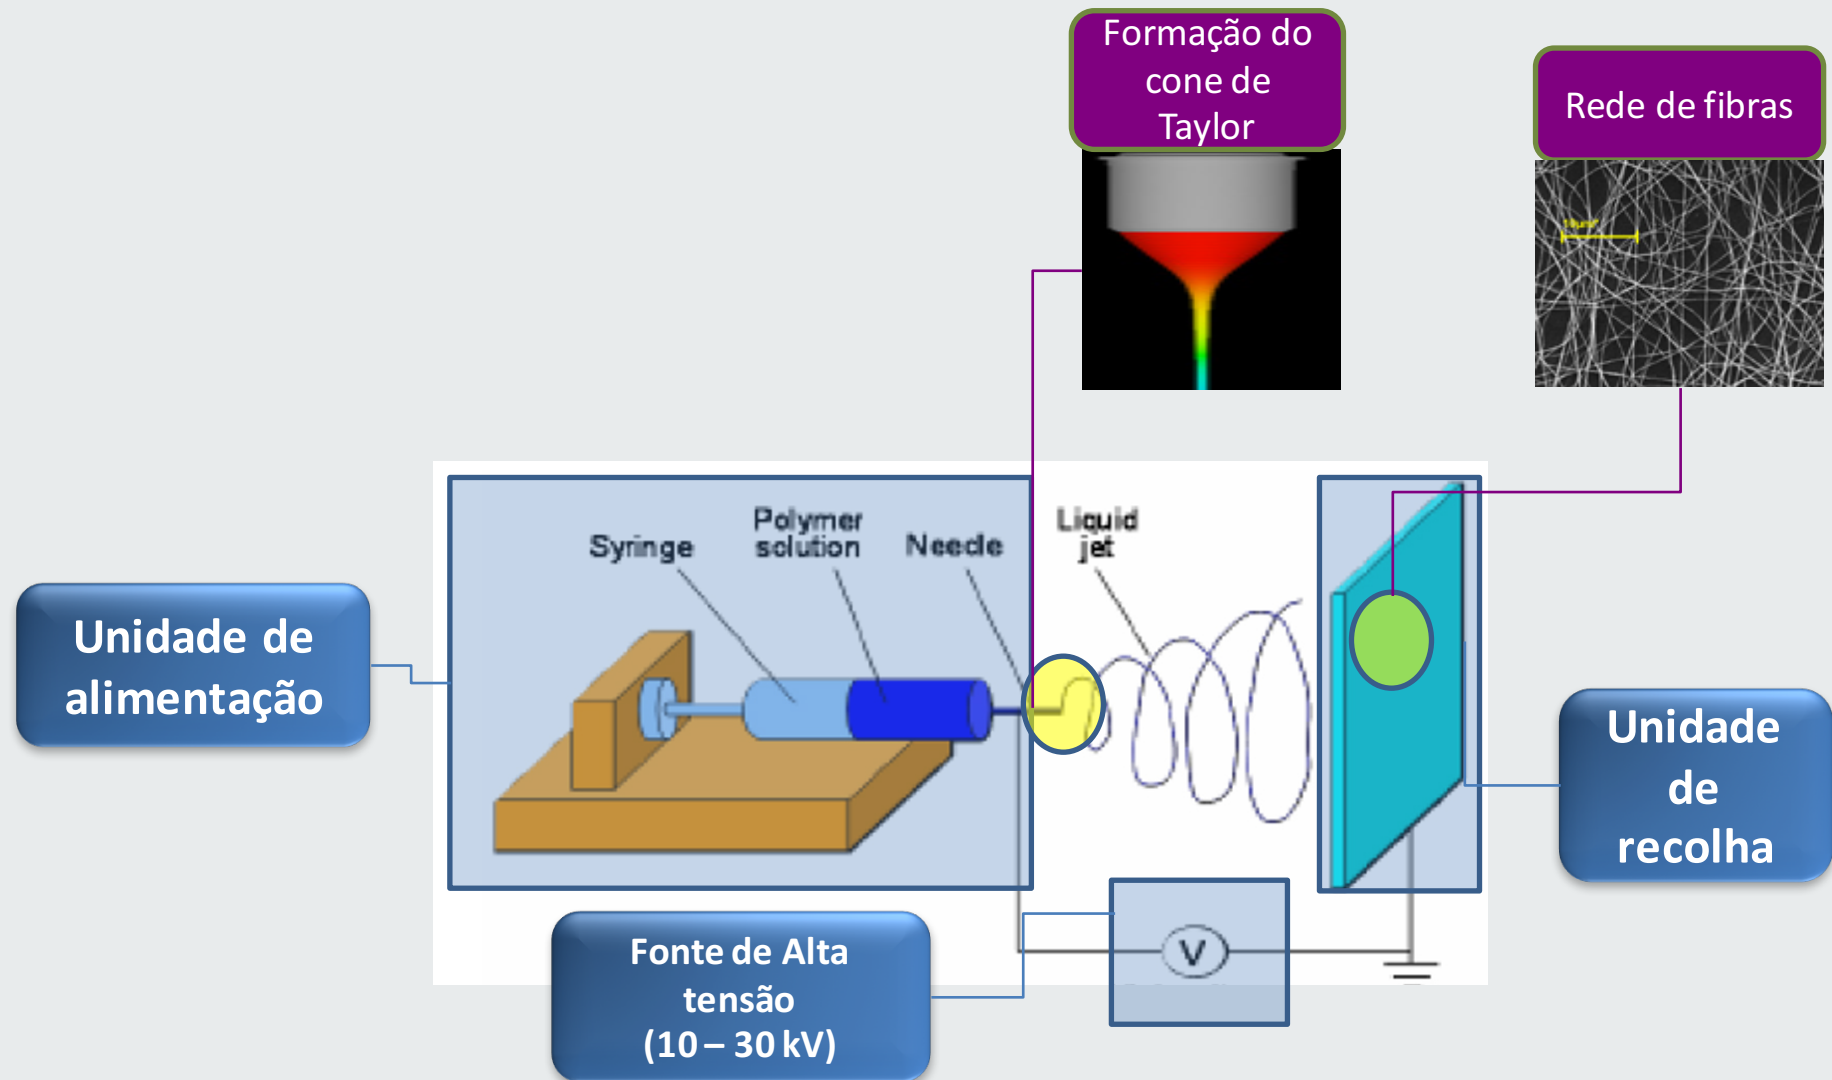 Formação do
cone de
Taylor
Rede de fibras
Syringe
Polymer
solution
Needle
Liquid
jet
Unidade de
alimentação
Unidade
de
recolha
Fonte de Alta
tensão
(10 – 30 kV)
V